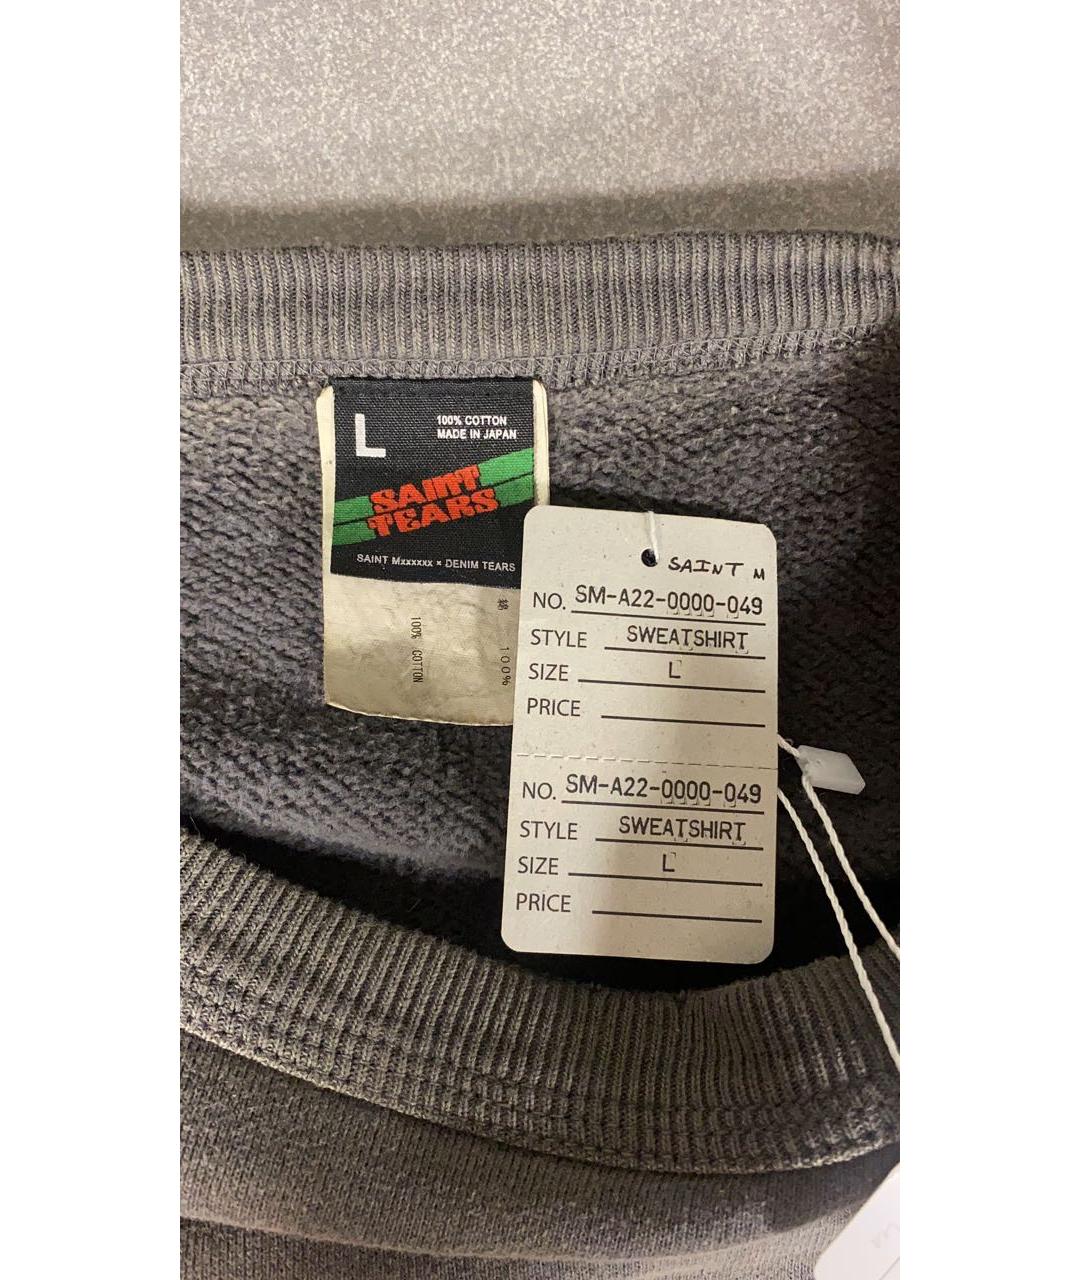 L
100% COTTON
MADE IN JAPAN
SAINT
TEARS
SAINT Mxxxxxx × DENIM TEARS
綿 100%
100% COTTON
SAINT M
NO. SM-A22-0000-049
STYLE SWEATSHIRT
SIZE L
PRICE
NO. SM-A22-0000-049
STYLE SWEATSHIRT
SIZE L
PRICE